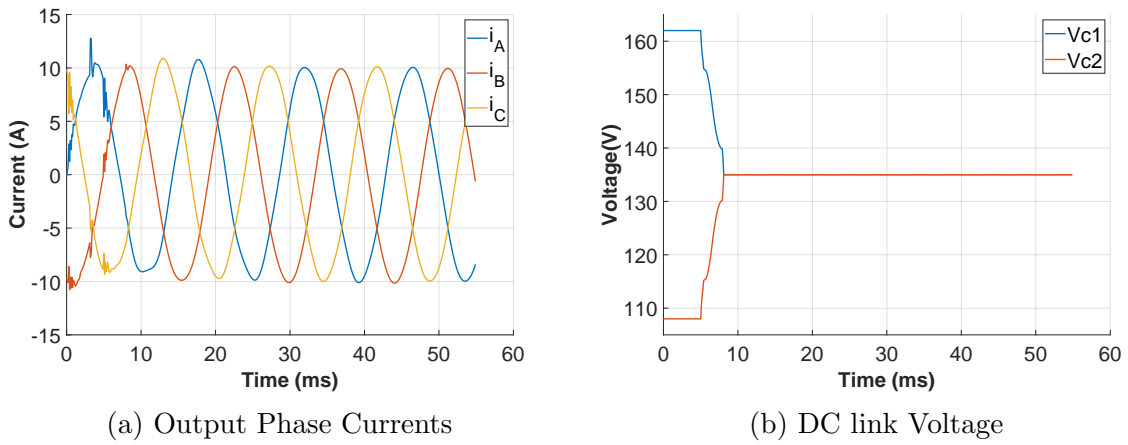 15
10
5
0
-5
-10
-15
Current (A)
0 10 20 30 40 50 60
Time (ms)
i_A
i_B
i_C
(a) Output Phase Currents
160
150
140
130
120
110
Voltage(V)
0 10 20 30 40 50 60
Time (ms)
Vc1
Vc2
(b) DC link Voltage